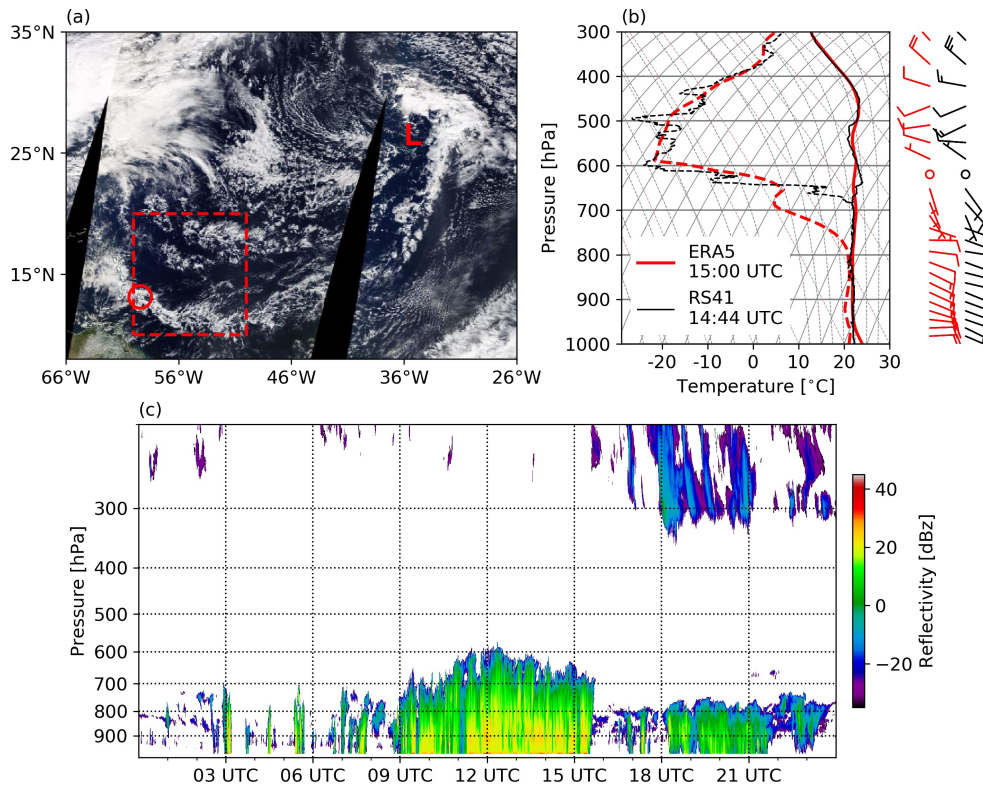 (a)
35°N
25°N
15°N
L
66°W 56°W 46°W 36°W 26°W
(b)
300
400
500
600
700
800
900
1000
Pressure [hPa]
ERA5
15:00 UTC
RS41
14:44 UTC
-20 -10 0 10 20 30
Temperature [°C]
(c)
300
400
500
600
700
800
900
Pressure [hPa]
03 UTC 06 UTC 09 UTC 12 UTC 15 UTC 18 UTC 21 UTC
40
20
0
−20
Reflectivity [dBz]